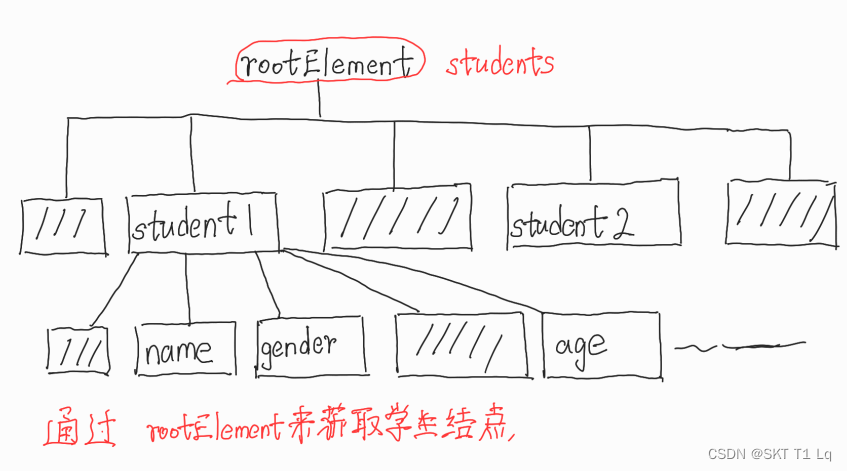 rootElement students
student1 student2
name gender age
通过 rootElement来获取学生结点,
CSDN @SKT T1 Lq